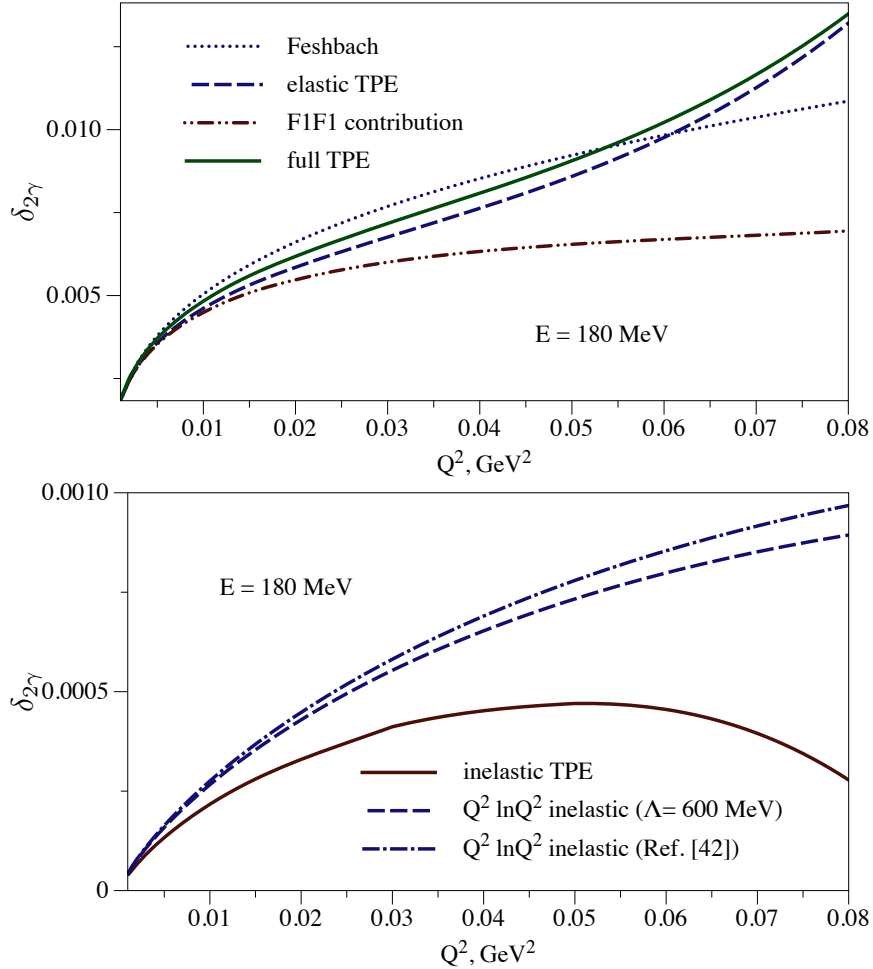 Feshbach
elastic TPE
F1F1 contribution
full TPE
0.010
δ2γ
0.005
E = 180 MeV
0.01 0.02 0.03 0.04 0.05 0.06 0.07 0.08
Q², GeV²
0.0010
E = 180 MeV
δ2γ
0.0005
inelastic TPE
Q² lnQ² inelastic (Λ= 600 MeV)
Q² lnQ² inelastic (Ref. [42])
0
0.01 0.02 0.03 0.04 0.05 0.06 0.07 0.08
Q², GeV²